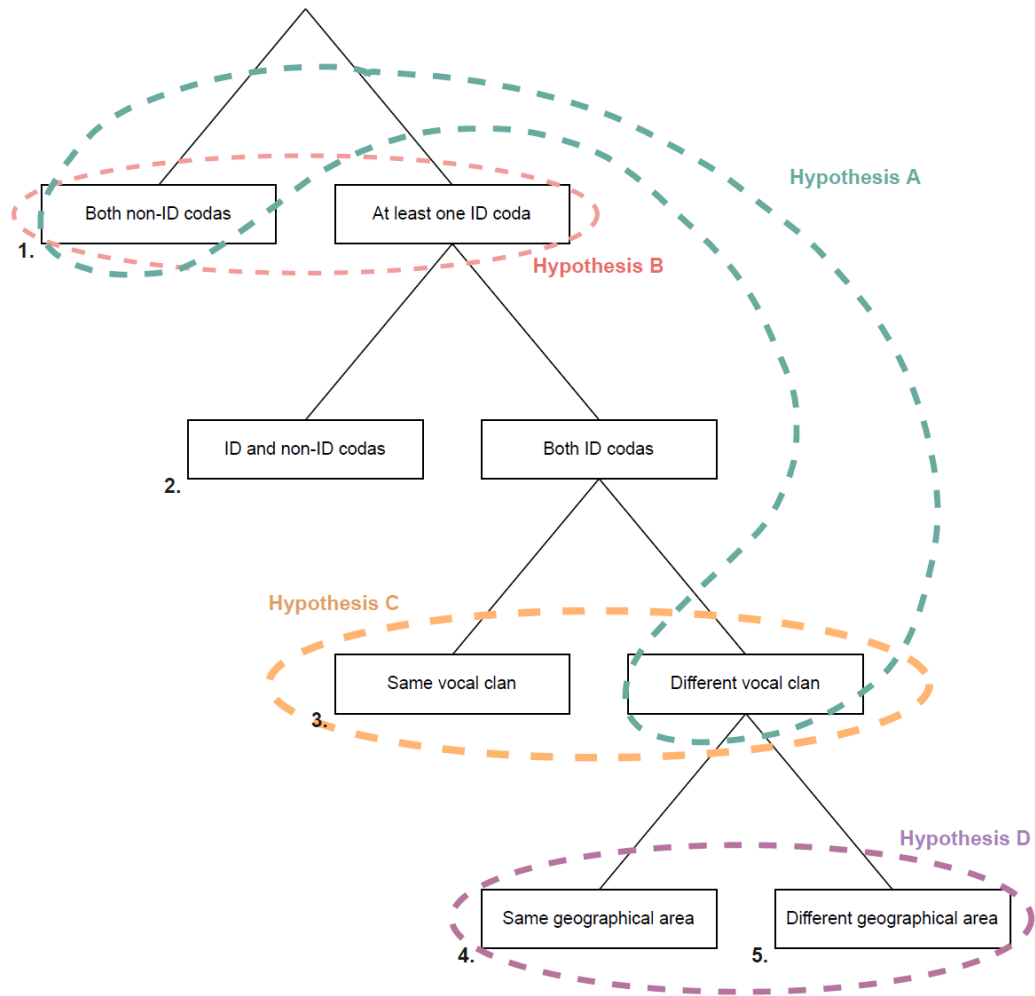 Hypothesis A
Both non-ID codas
At least one ID coda
1.
Hypothesis B
ID and non-ID codas
Both ID codas
2.
Hypothesis C
Same vocal clan
Different vocal clan
3.
Hypothesis D
Same geographical area
Different geographical area
4.
5.